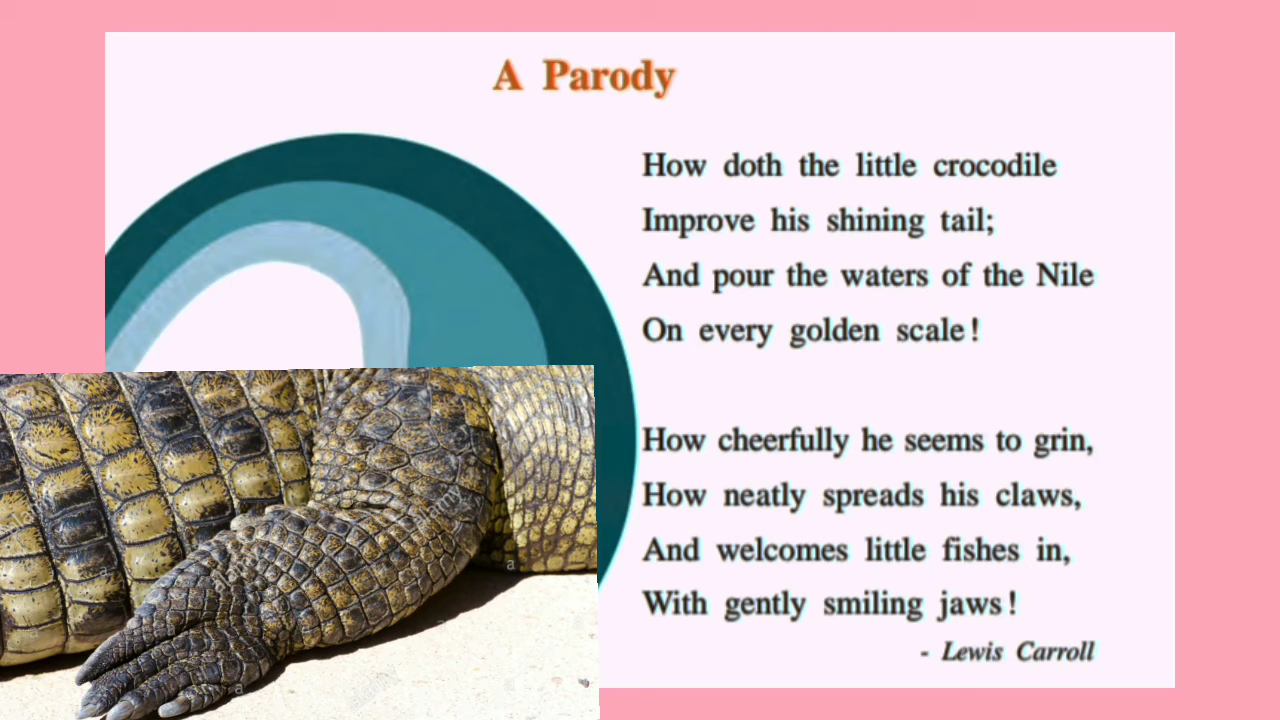 A Parody
How doth the little crocodile
Improve his shining tail;
And pour the waters of the Nile
On every golden scale!
How cheerfully he seems to grin,
How neatly spreads his claws,
And welcomes little fishes in,
With gently smiling jaws!
- Lewis Carroll
a
a
a